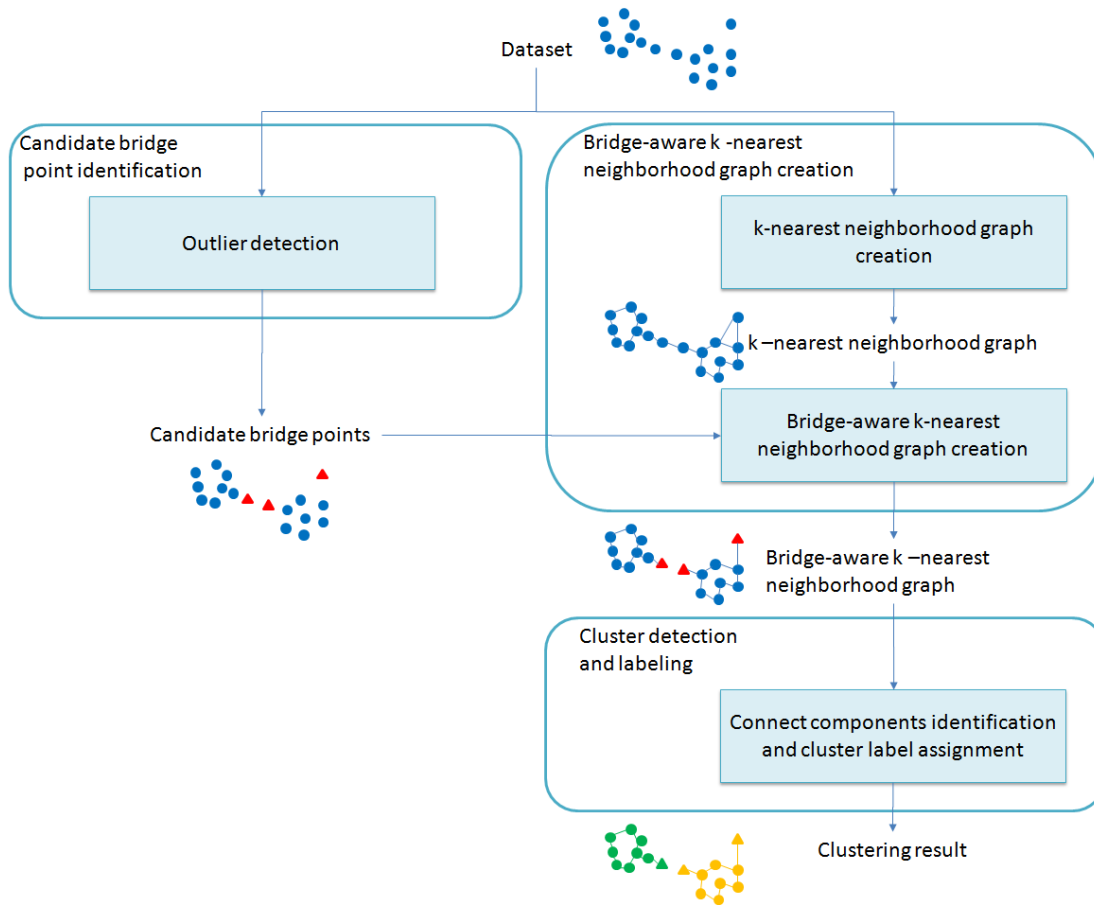 Dataset
Candidate bridge
point identification
Outlier detection
Candidate bridge points
Bridge-aware k -nearest
neighborhood graph creation
k-nearest neighborhood graph
creation
k –nearest neighborhood graph
Bridge-aware k-nearest
neighborhood graph creation
Bridge-aware k –nearest
neighborhood graph
Cluster detection
and labeling
Connect components identification
and cluster label assignment
Clustering result